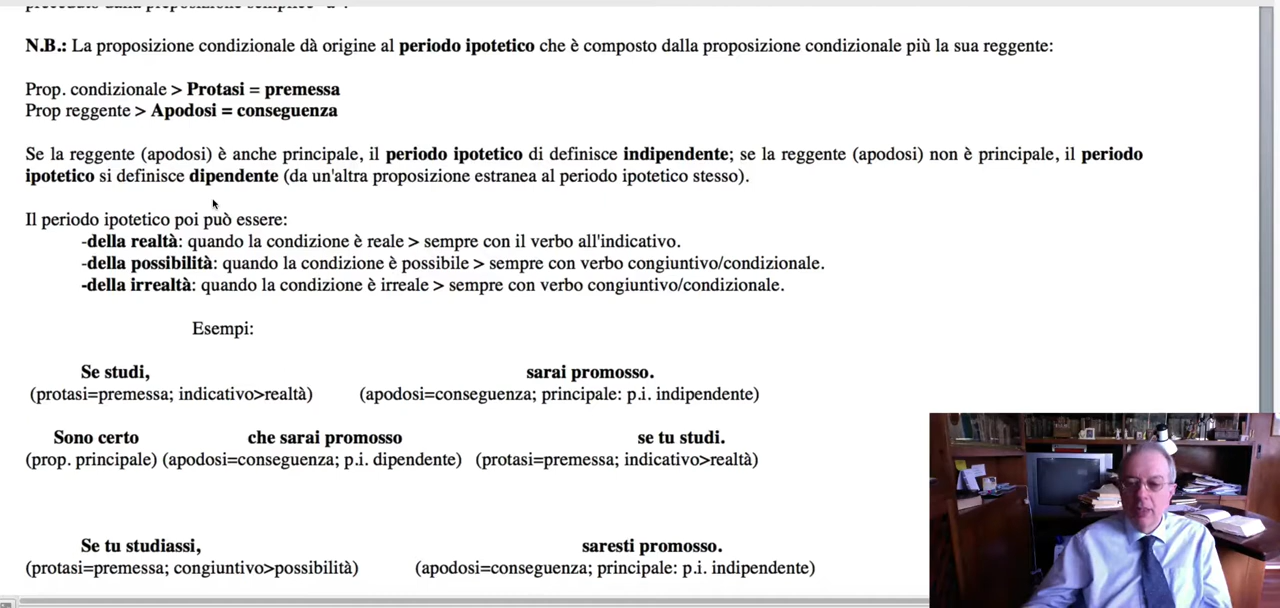 N.B.: La proposizione condizionale dà origine al periodo ipotetico che è composto dalla proposizione condizionale più la sua reggente:
Prop. condizionale > Protasi = premessa
Prop reggente > Apodosi = conseguenza
Se la reggente (apodosi) è anche principale, il periodo ipotetico di definisce indipendente; se la reggente (apodosi) non è principale, il periodo
ipotetico si definisce dipendente (da un'altra proposizione estranea al periodo ipotetico stesso).
Il periodo ipotetico poi può essere:
-della realtà: quando la condizione è reale > sempre con il verbo all'indicativo.
-della possibilità: quando la condizione è possibile > sempre con verbo congiuntivo/condizionale.
-della irrealtà: quando la condizione è irreale > sempre con verbo congiuntivo/condizionale.
Esempi:
Se studi, sarai promosso.
(protasi=premessa; indicativo>realtà) (apodosi=conseguenza; principale: p.i. indipendente)
Sono certo che sarai promosso se tu studi.
(prop. principale) (apodosi=conseguenza; p.i. dipendente) (protasi=premessa; indicativo>realtà)
Se tu studiassi, saresti promosso.
(protasi=premessa; congiuntivo>possibilità) (apodosi=conseguenza; principale: p.i. indipendente)